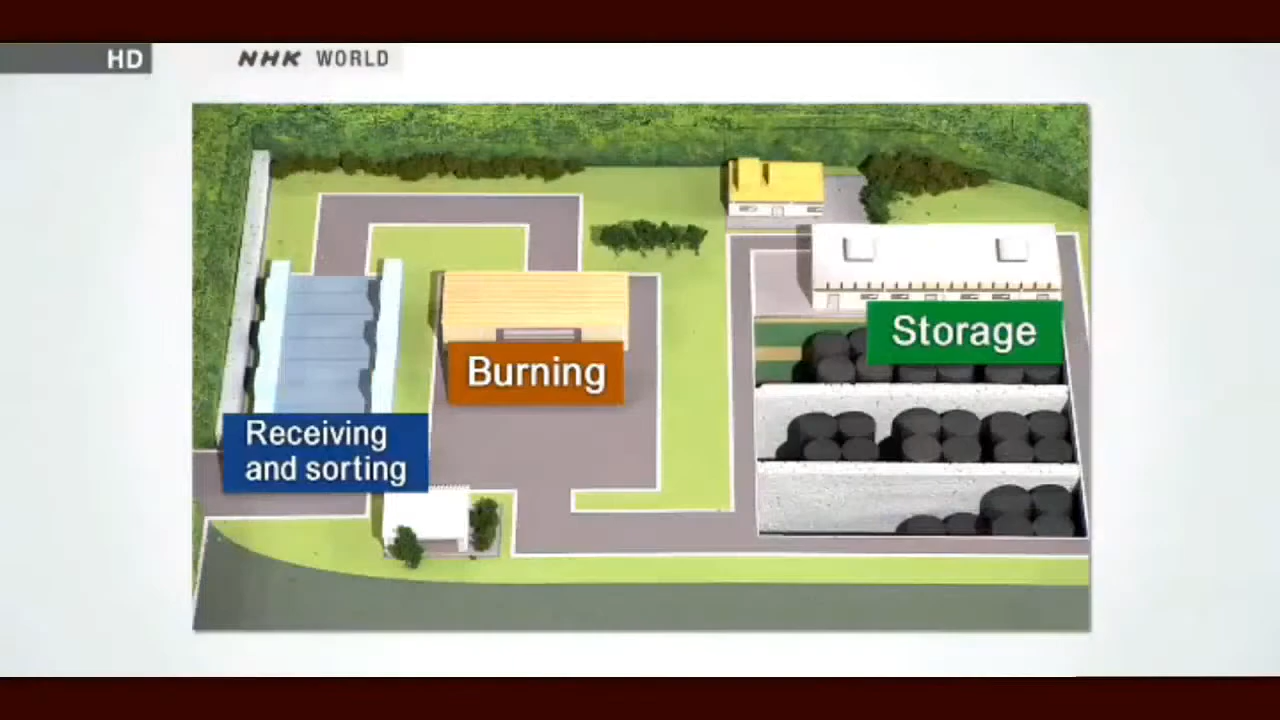 HD
NHK WORLD
Storage
Burning
Receiving
and sorting